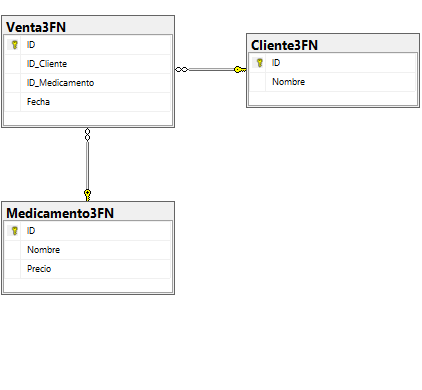 Venta3FN
ID
ID_Cliente
ID_Medicamento
Fecha
Cliente3FN
ID
Nombre
Medicamento3FN
ID
Nombre
Precio